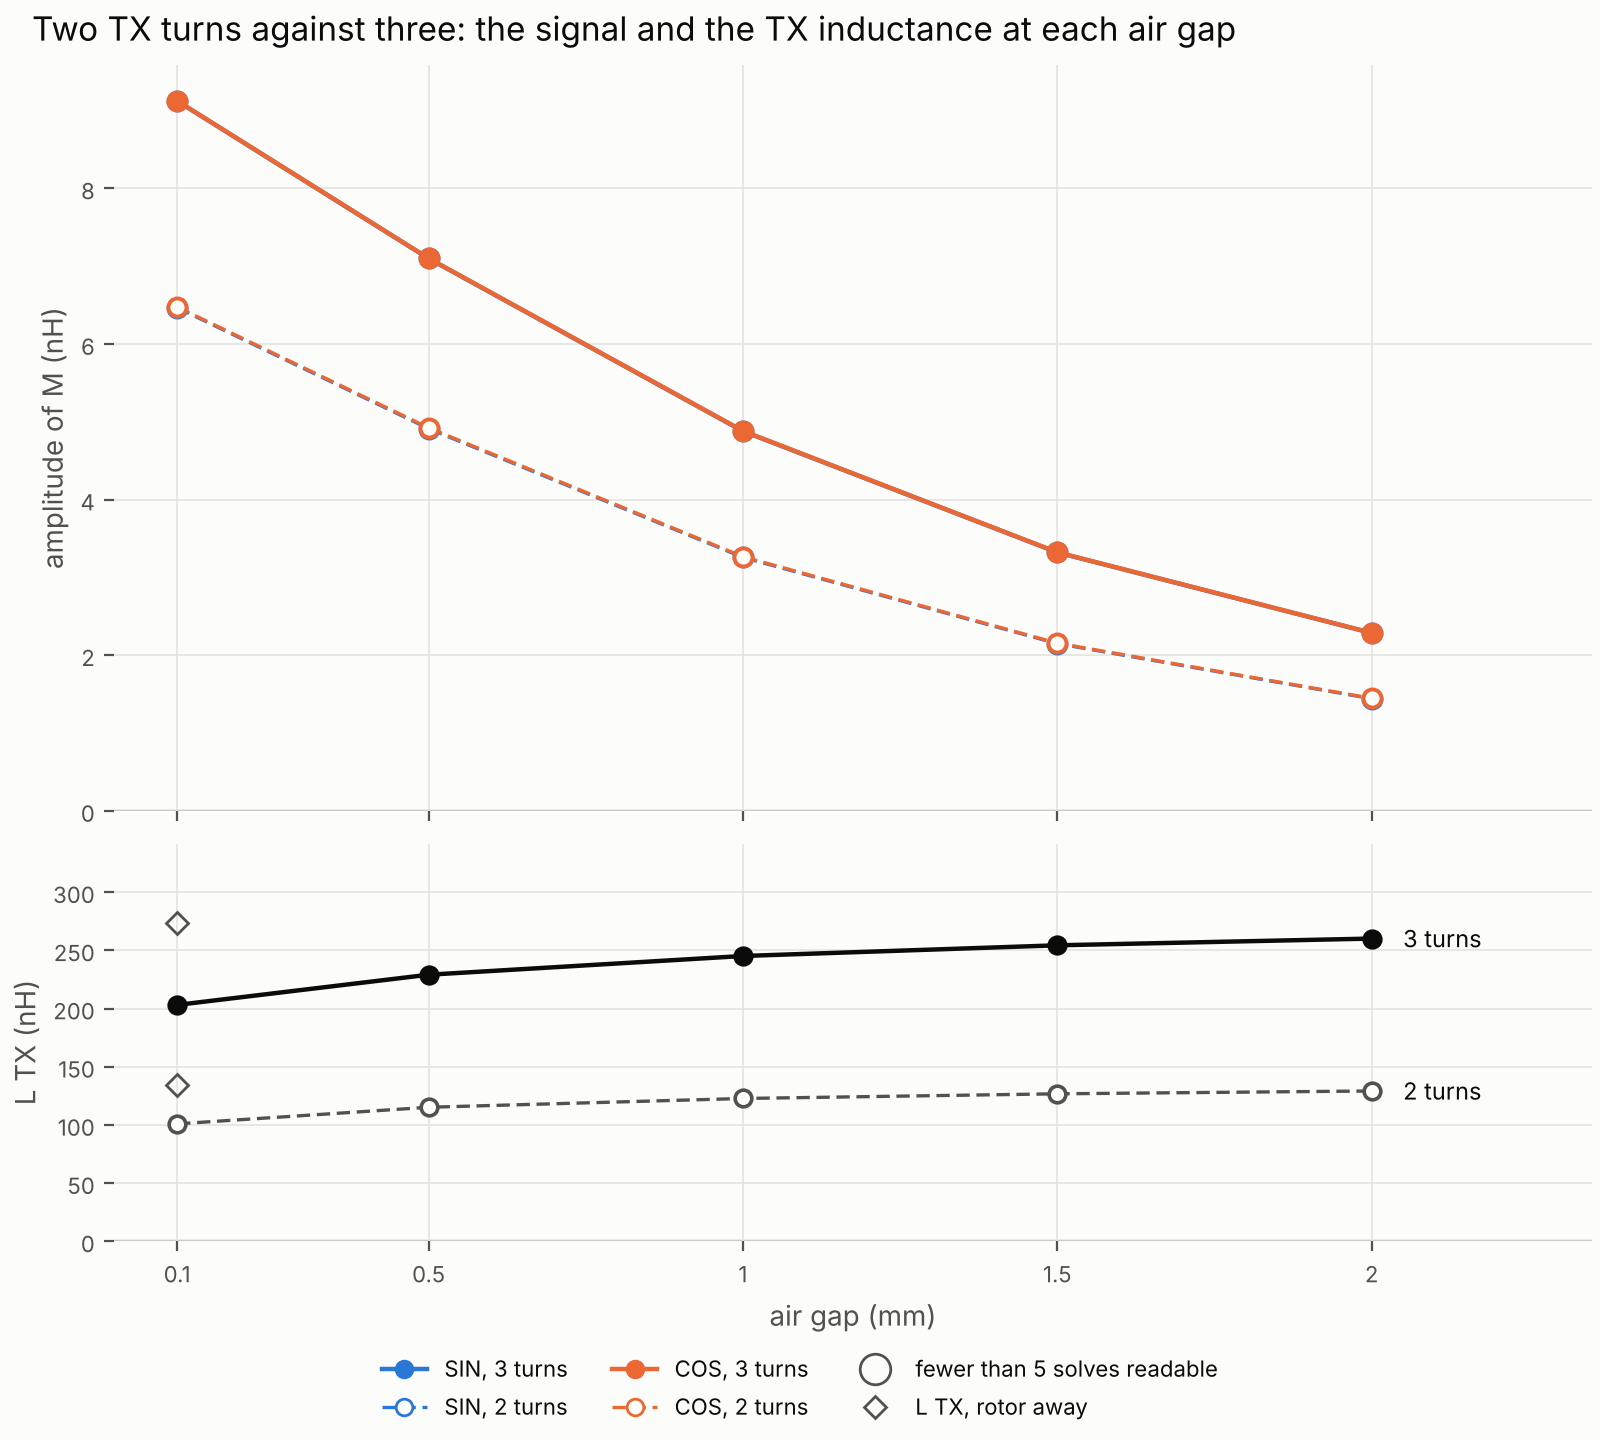 Two TX turns against three: the signal and the TX inductance at each air gap
amplitude of M (nH)
8
6
4
2
0
L TX (nH)
300
250
200
150
100
50
0
3 turns
2 turns
0.1 0.5 1 1.5 2
air gap (mm)
SIN, 3 turns COS, 3 turns fewer than 5 solves readable
SIN, 2 turns COS, 2 turns L TX, rotor away